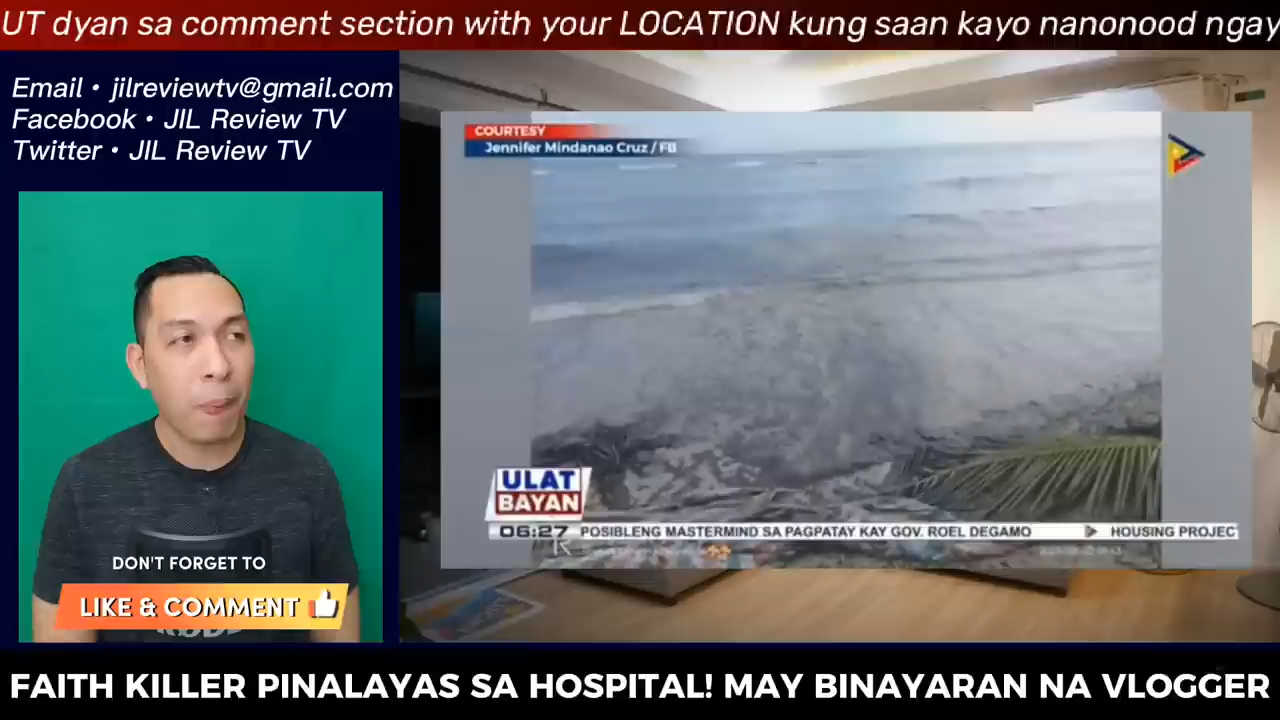 UT dyan sa comment section with your LOCATION kung saan kayo nanonood ngay
Email • jilreviewtv@gmail.com
Facebook • JIL Review TV
Twitter • JIL Review TV
COURTESY
Jennifer Mindanao Cruz / FB
ULAT
BAYAN
06:27 POSIBLENG MASTERMIND SA PAGPATAY KAY GOV. ROEL DEGAMO HOUSING PROJEC
DON'T FORGET TO
LIKE & COMMENT
FAITH KILLER PINALAYAS SA HOSPITAL! MAY BINAYARAN NA VLOGGER